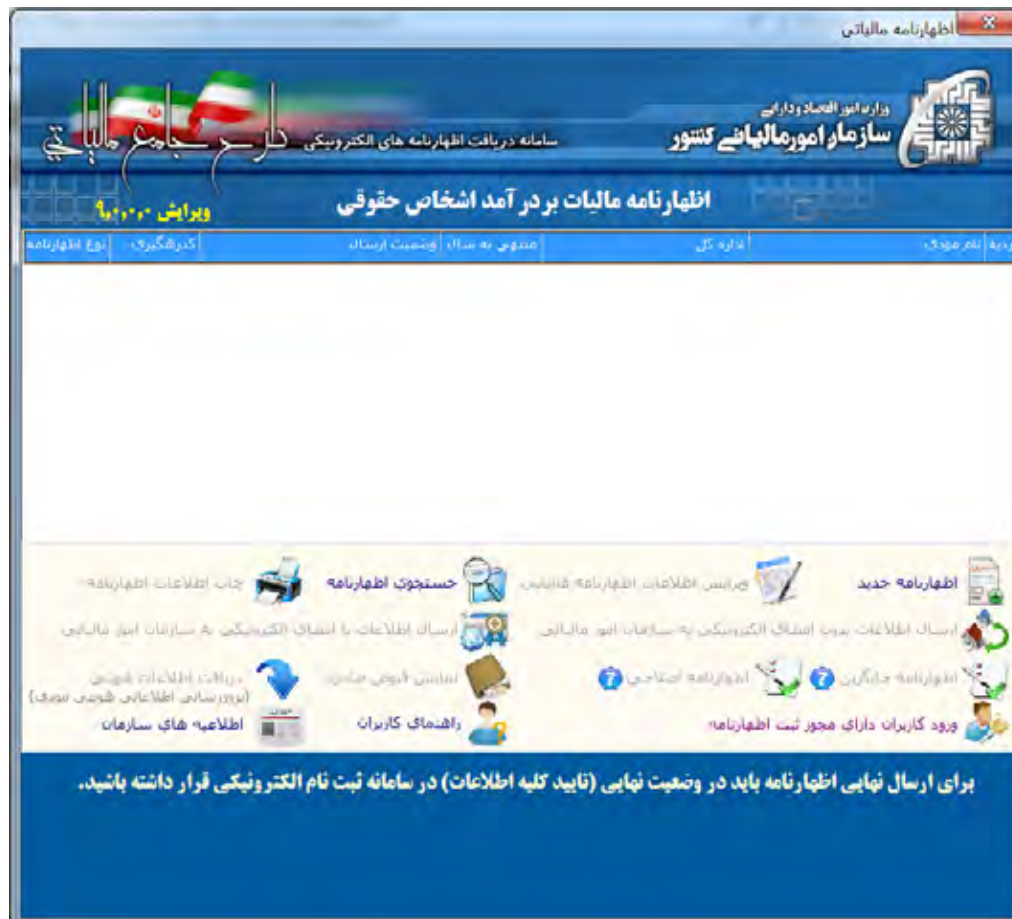 اظهارنامه مالیاتی
وزارت امور اقتصاد و دارایی
سازمان امور مالیاتی کشور
سامانه دریافت اظهارنامه های الکترونیکی
طرح جامع مالیاتی
اظهارنامه مالیات بر درآمد اشخاص حقوقی
ویرایش ۹,۰,۰,۰
نام مودی اداره کل منتهی به سال وضعیت ارسال کدرهگیری نوع اظهارنامه
اظهارنامه جدید ویرایش اطلاعات اظهارنامه جستجوی اظهارنامه چاپ اطلاعات اظهارنامه
ارسال اطلاعات بدون امضای الکترونیکی به سازمان امور مالیاتی ارسال اطلاعات با امضای الکترونیکی به سازمان امور مالیاتی
اظهارنامه جایگزین ? اظهارنامه اصلاحی ? نمایش قبوض دریافت اطلاعات هویتی
(بروزرسانی اطلاعاتی هویتی مودی)
ورود کاربران دارای مجوز ثبت اظهارنامه راهنمای کاربران اطلاعیه های سازمان
برای ارسال نهایی اظهارنامه باید در وضعیت نهایی (تایید کلیه اطلاعات) در سامانه ثبت نام الکترونیکی قرار داشته باشید.